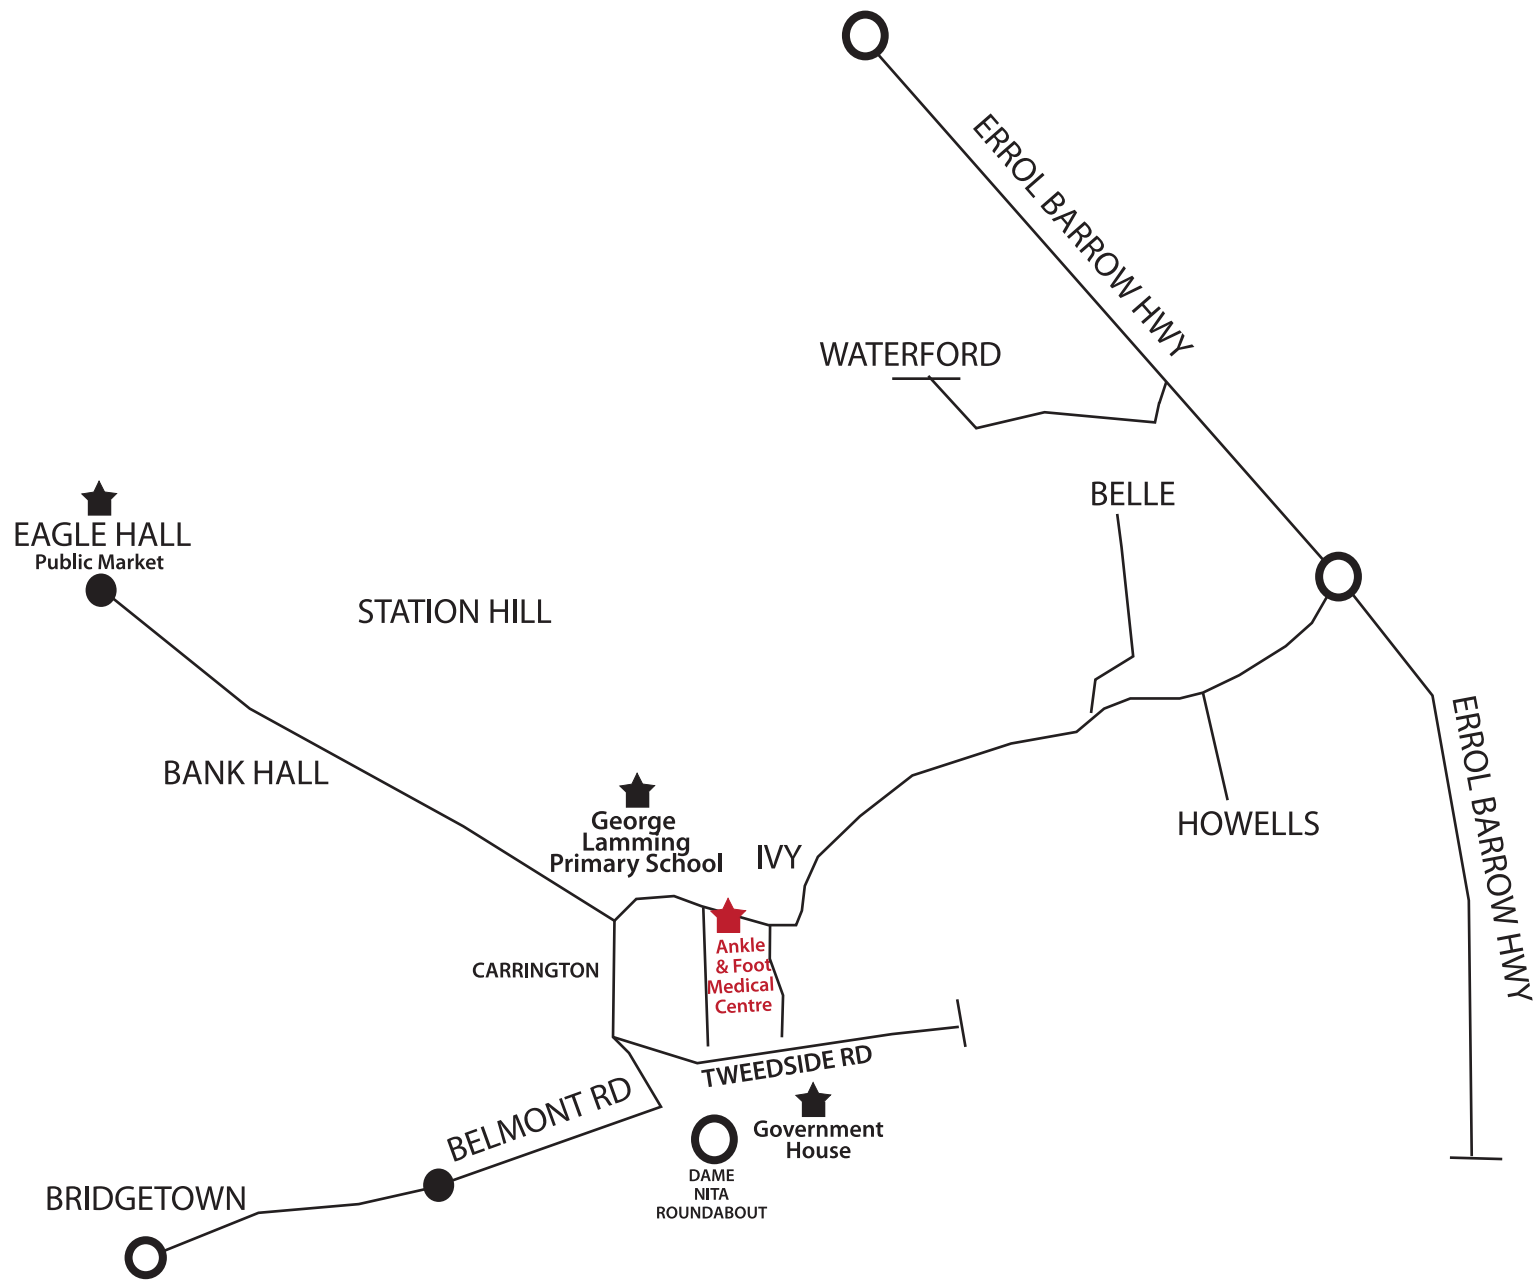 ERROL BARROW HWY
WATERFORD
BELLE
EAGLE HALL
Public Market
STATION HILL
BANK HALL
ERROL BARROW HWY
George
Lamming
Primary School
IVY
HOWELLS
Ankle
& Foot
Medical
Centre
CARRINGTON
TWEEDSIDE RD
BELMONT RD
Government
House
DAME
NITA
ROUNDABOUT
BRIDGETOWN